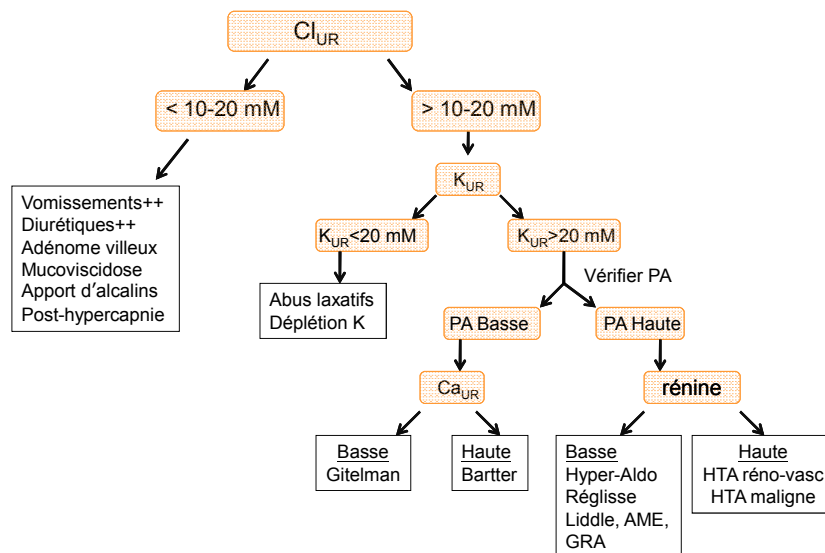 Cl_UR
< 10-20 mM
> 10-20 mM
Vomissements++
Diurétiques++
Adénome villeux
Mucoviscidose
Apport d'alcalins
Post-hypercapnie
K_UR
K_UR<20 mM
K_UR>20 mM
Abus laxatifs
Déplétion K
Vérifier PA
PA Basse
PA Haute
Ca_UR
rénine
Basse
Gitelman
Haute
Bartter
Basse
Hyper-Aldo
Réglisse
Liddle, AME,
GRA
Haute
HTA réno-vasc
HTA maligne